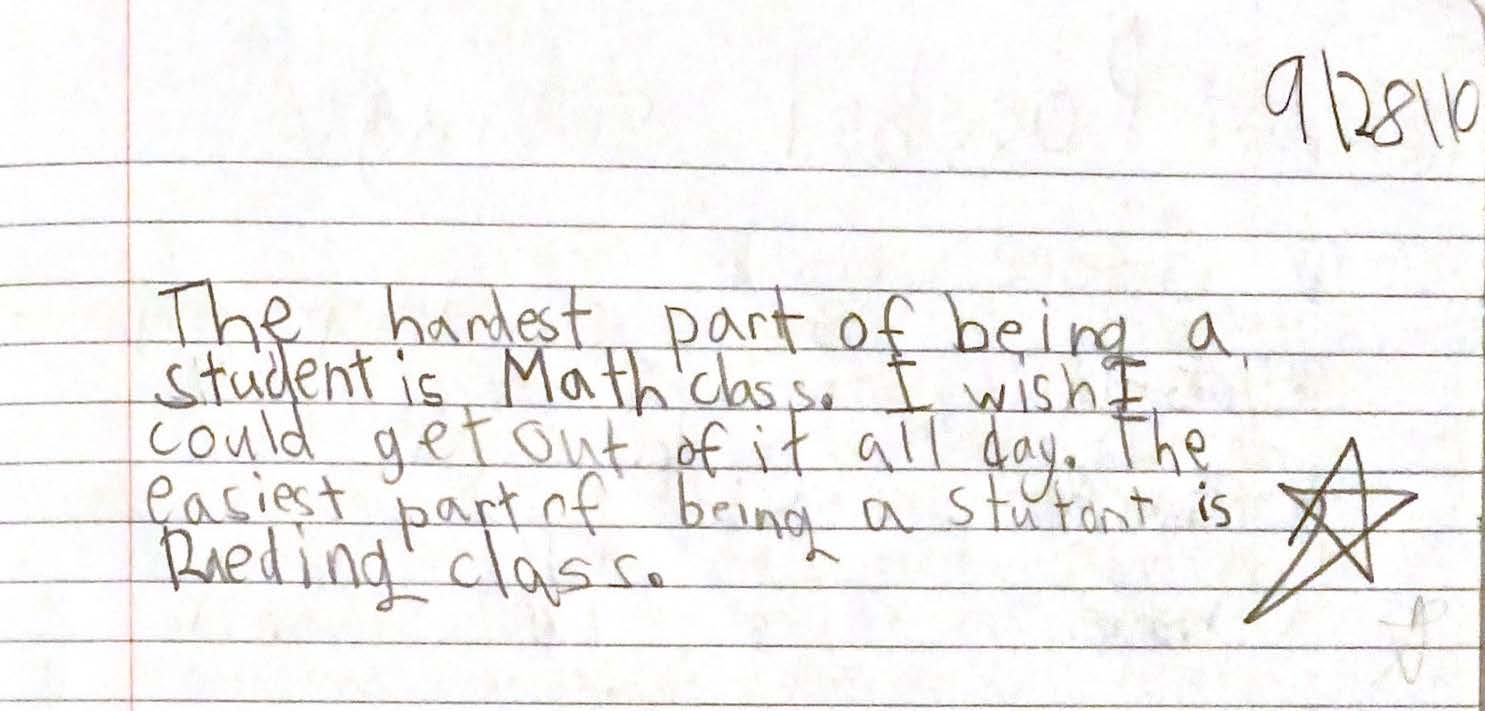 9/28/10
The hardest part of being a
student is Math class. I wish I
could get out of it all day. The
easiest part of being a stutont is
Reeding class.